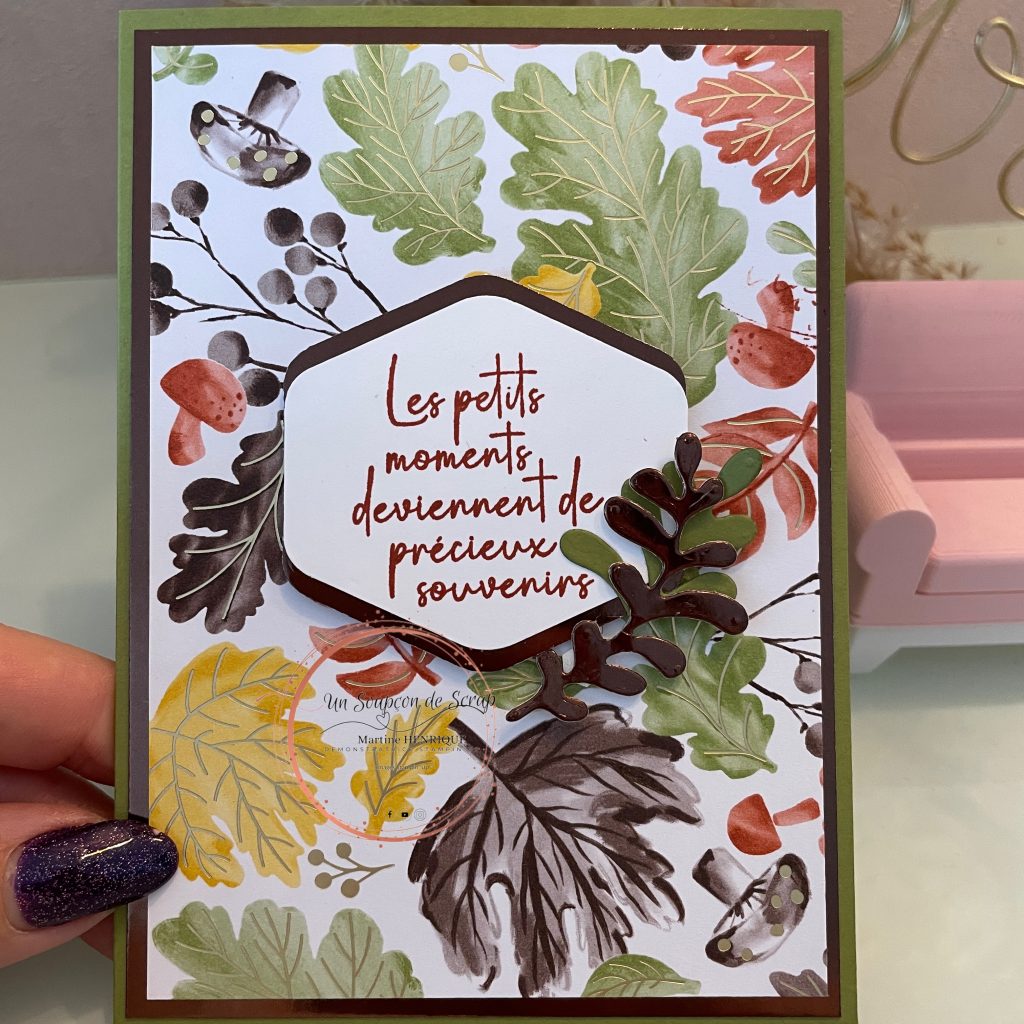 Les petits
moments
deviennent de
précieux
souvenirs
Un Soupçon de Scrap
Martine HENRIQUE